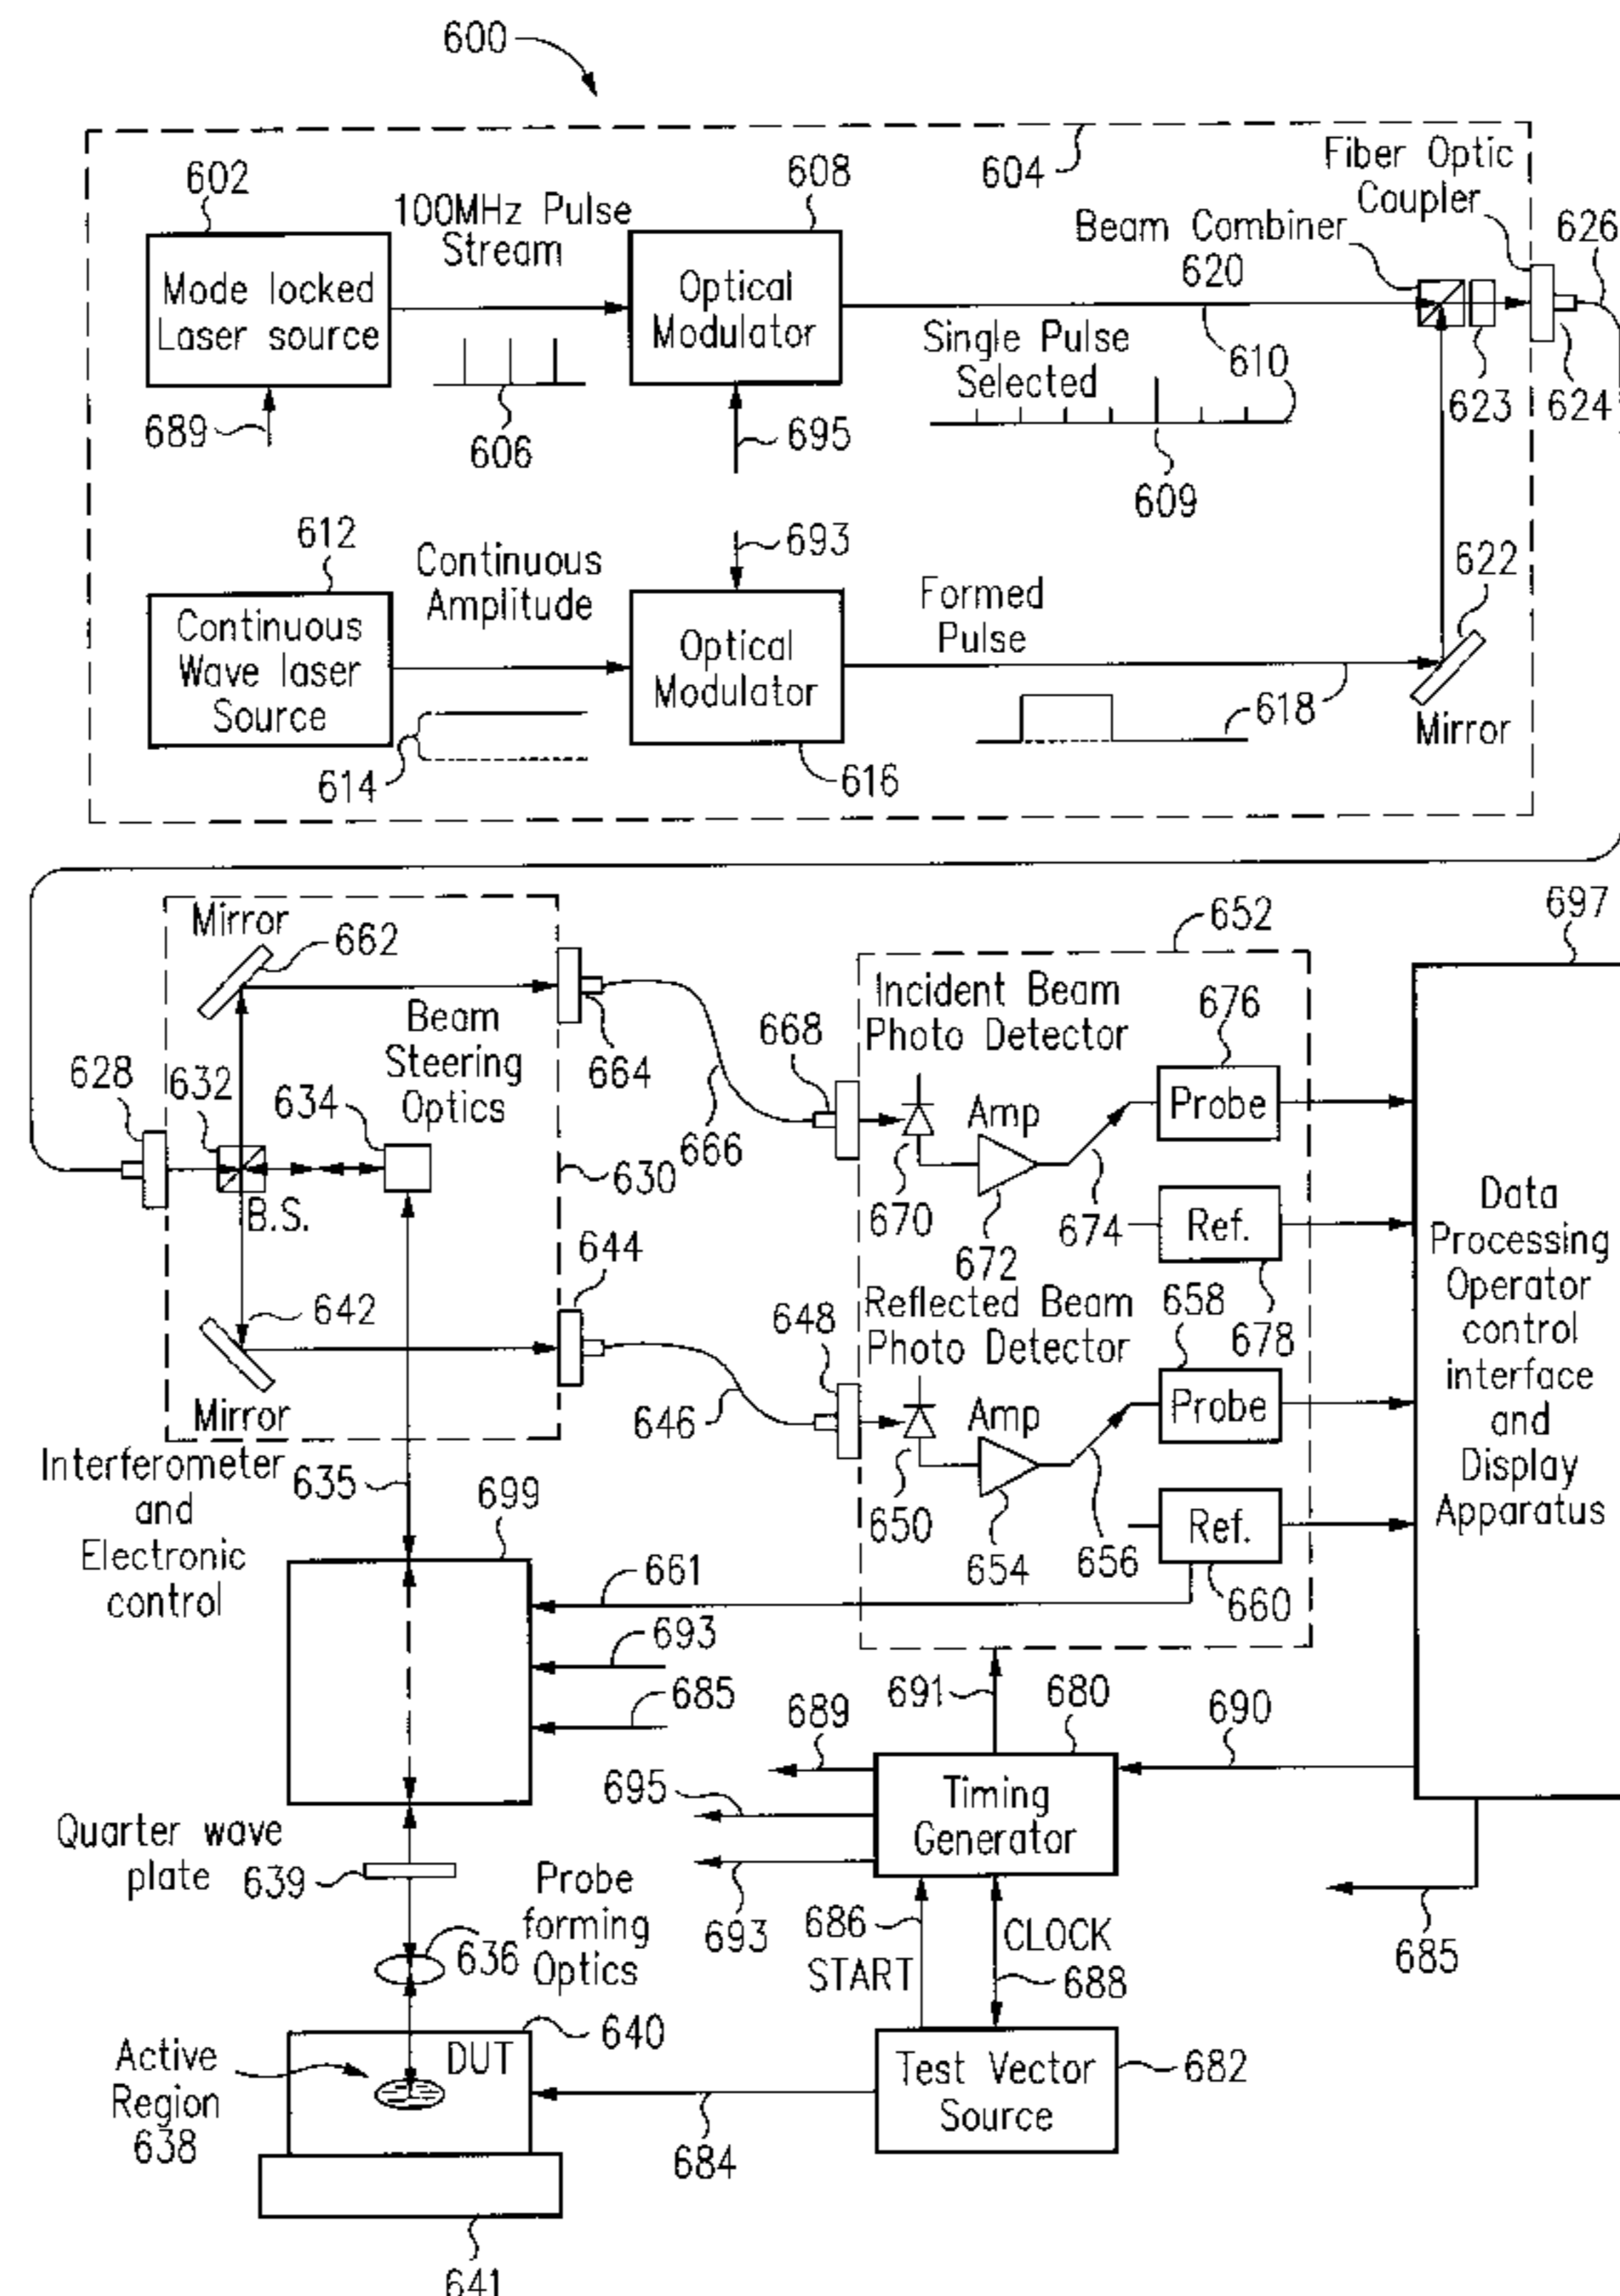 600
604
602
608
100MHz Pulse
Stream
Fiber Optic
Coupler
626
Beam Combiner
620
Mode locked
Laser source
Optical
Modulator
Single Pulse
Selected
610
623
624
689
606
695
609
612
693
Continuous
Amplitude
Formed
Pulse
622
Continuous
Wave laser
Source
Optical
Modulator
618
Mirror
614
616
Mirror
662
652
697
Beam
Steering
Optics
Incident Beam
Photo Detector
676
664
668
628
632
634
666
Amp
Probe
630
B.S.
670
672
674
Ref.
678
Data
Processing
Operator
control
interface
and
Display
Apparatus
642
644
648
Reflected Beam
Photo Detector
658
Mirror
646
Amp
Probe
Interferometer
and
Electronic
control
635
699
650
654
656
Ref.
660
661
693
685
691
680
690
689
695
693
Timing
Generator
Quarter wave
plate
639
Probe
forming
Optics
636
686
START
CLOCK
688
685
640
DUT
Active
Region
638
684
Test Vector
Source
682
641